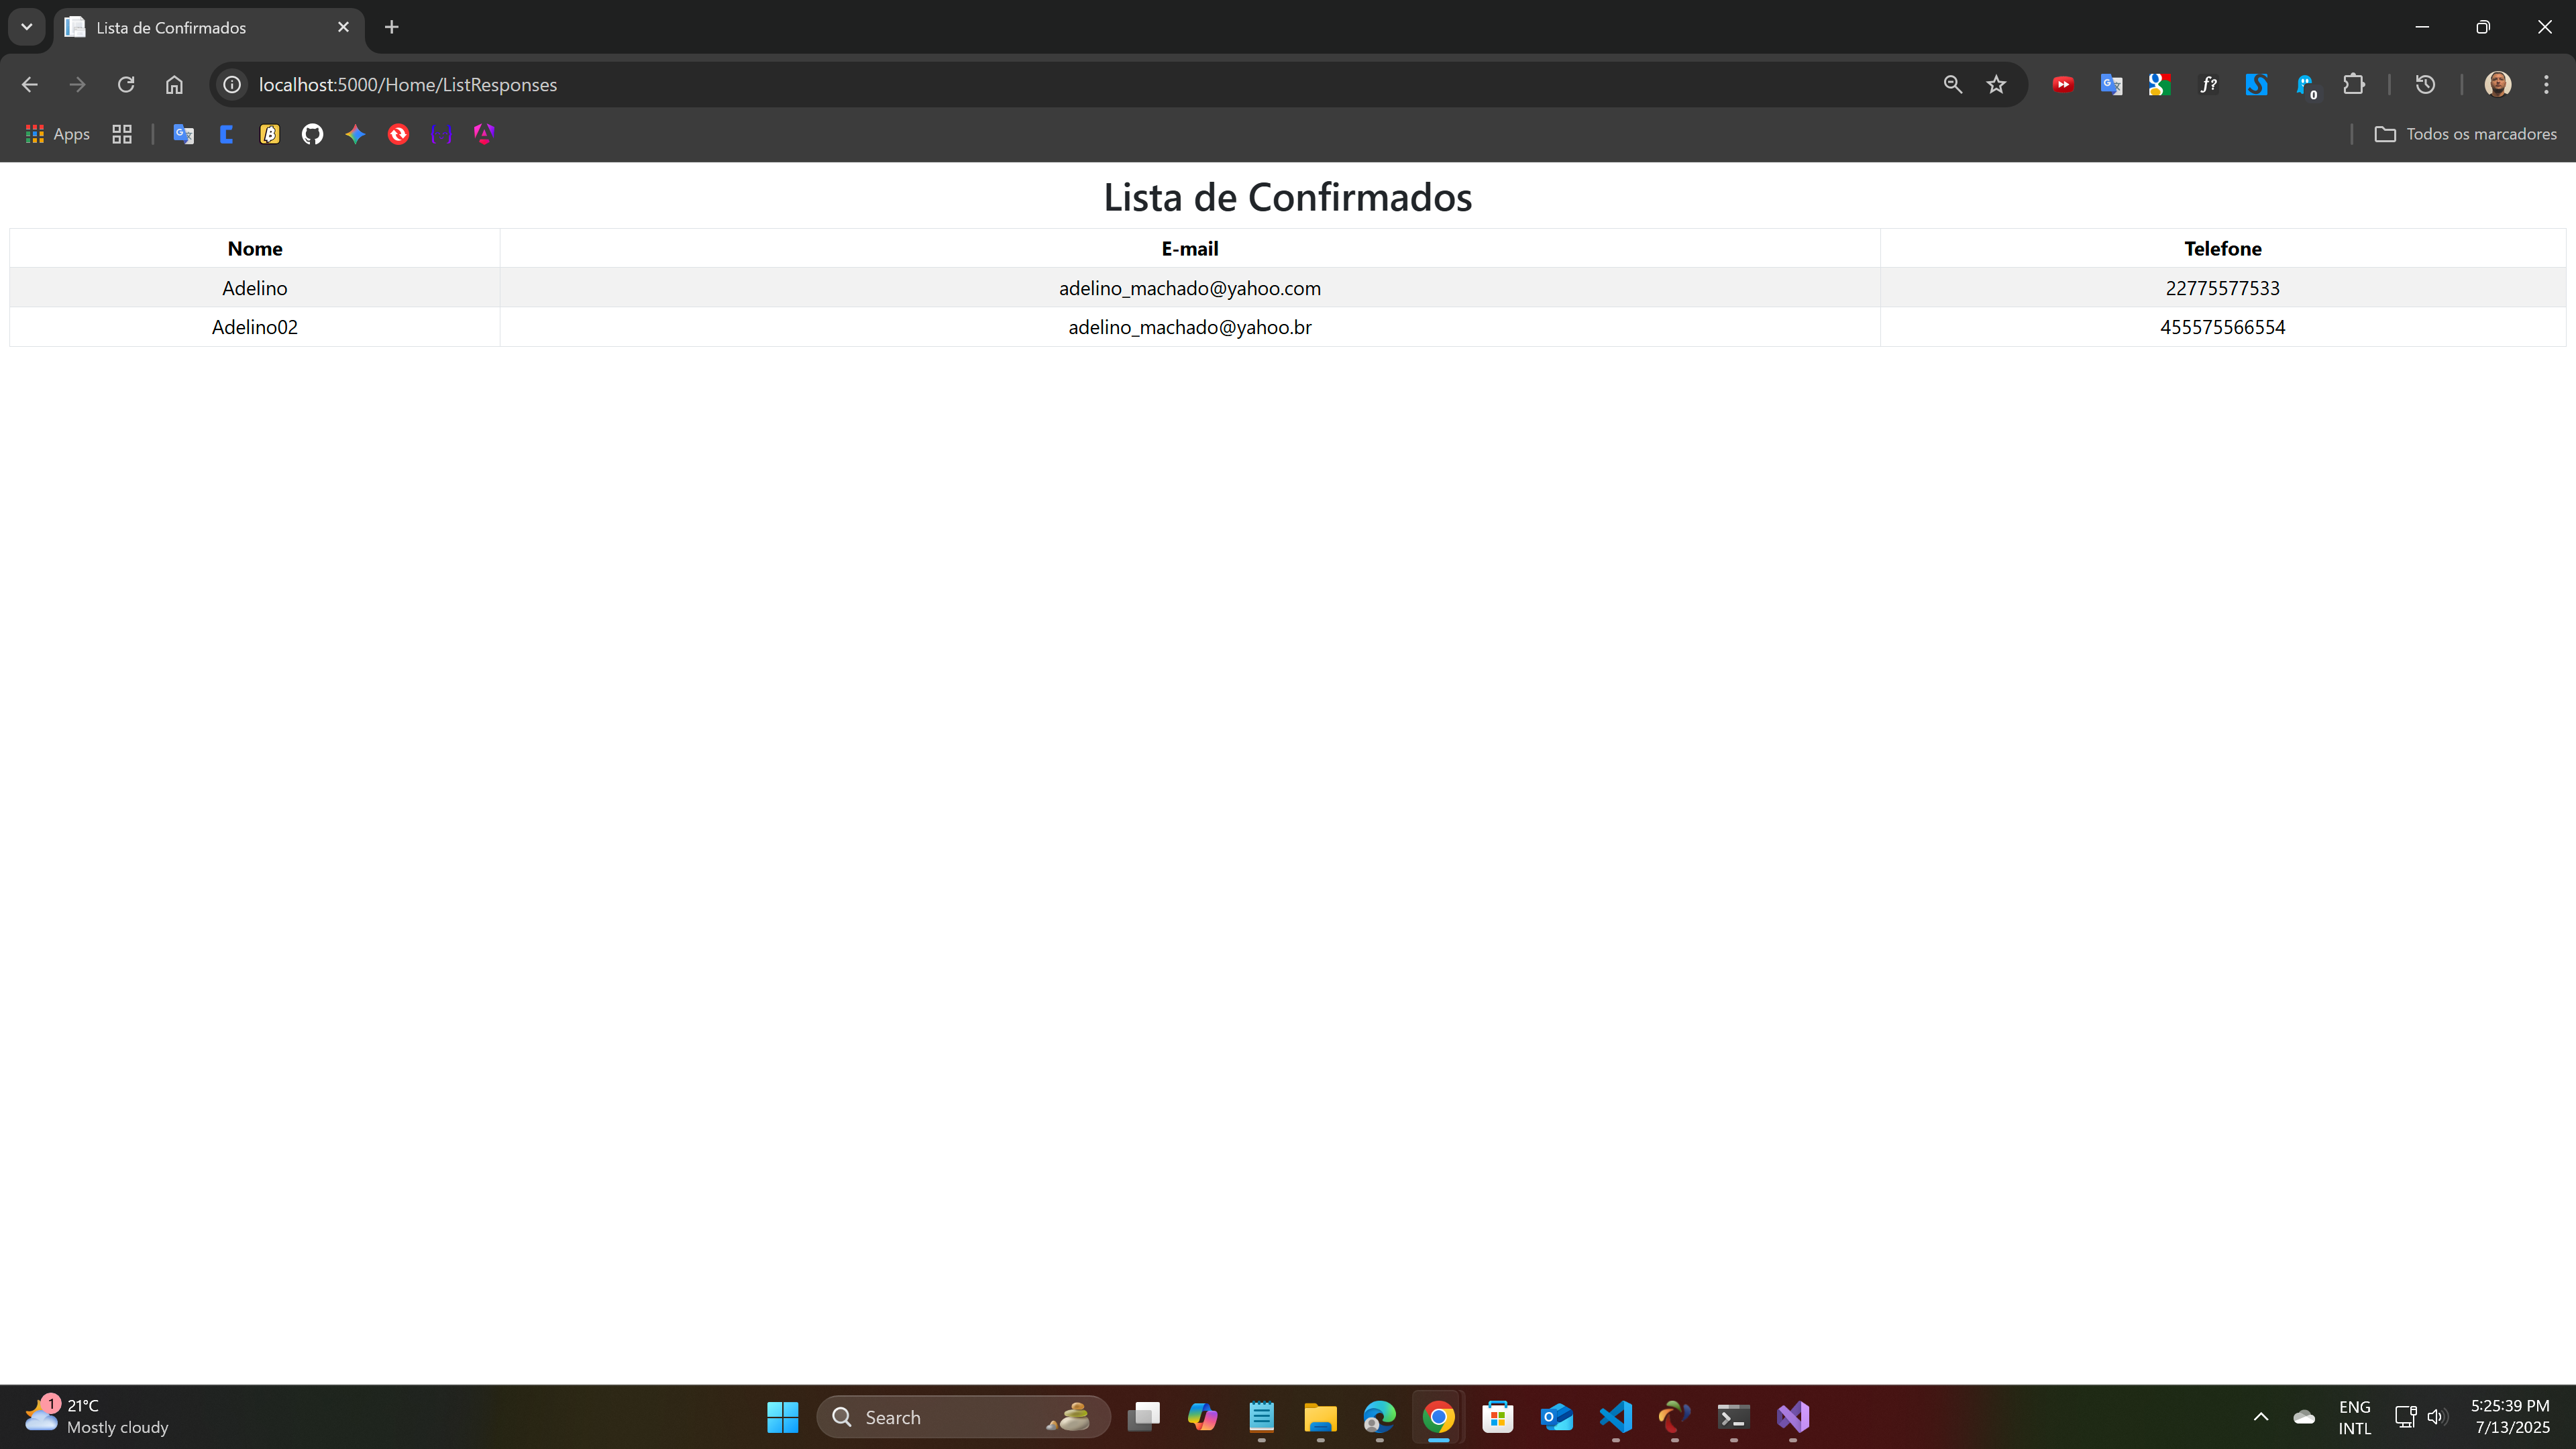 Lista de Confirmados
localhost:5000/Home/ListResponses
0
Apps
Todos os marcadores
Lista de Confirmados
Nome E-mail Telefone
Adelino adelino_machado@yahoo.com 22775577533
Adelino02 adelino_machado@yahoo.br 455575566554
1
21°C
Mostly cloudy
Search
ENG
INTL
5:25:39 PM
7/13/2025